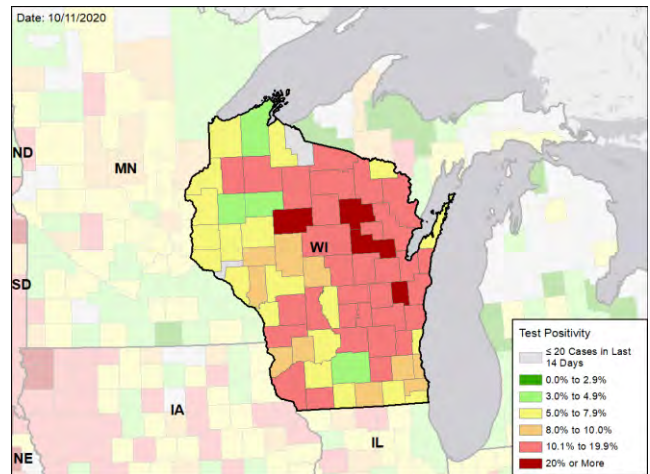 Date: 10/11/2020
ND
MN
WI
SD
IA
NE
IL
Test Positivity
≤ 20 Cases in Last
14 Days
0.0% to 2.9%
3.0% to 4.9%
5.0% to 7.9%
8.0% to 10.0%
10.1% to 19.9%
20% or More